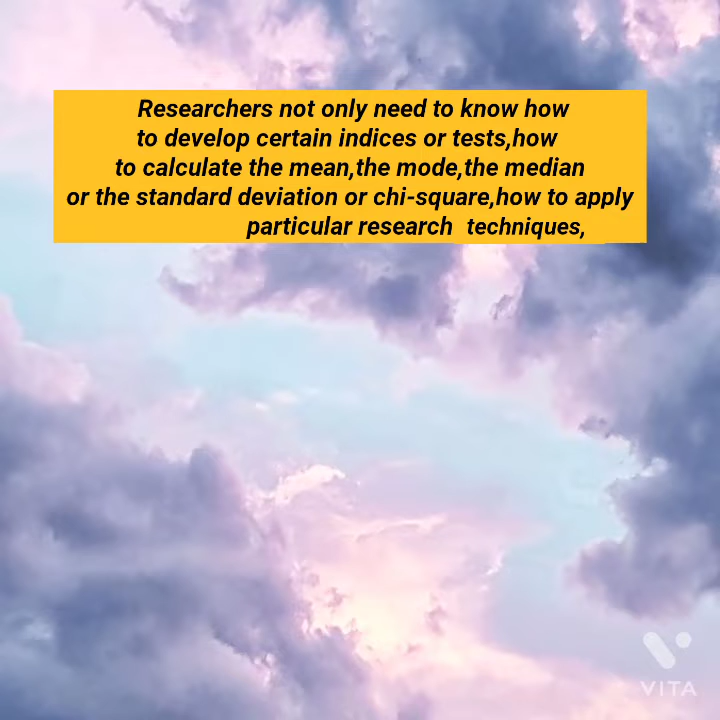 Researchers not only need to know how
to develop certain indices or tests,how
to calculate the mean,the mode,the median
or the standard deviation or chi-square,how to apply
particular research techniques,
VITA